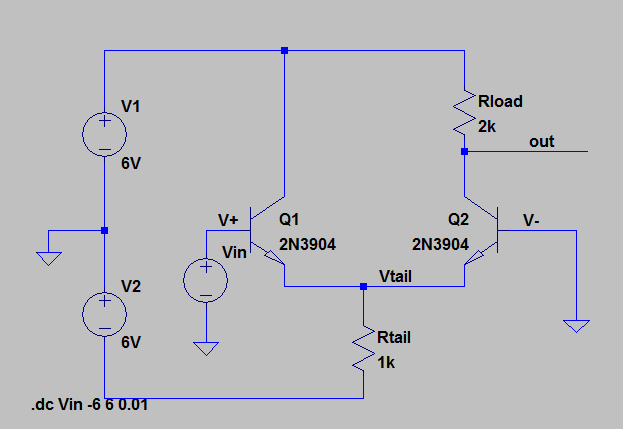 V1
+
6V
Rload
2k
out
V+
Q1
2N3904
Q2
2N3904
V-
Vin
+
Vtail
V2
+
6V
Rtail
1k
.dc Vin -6 6 0.01